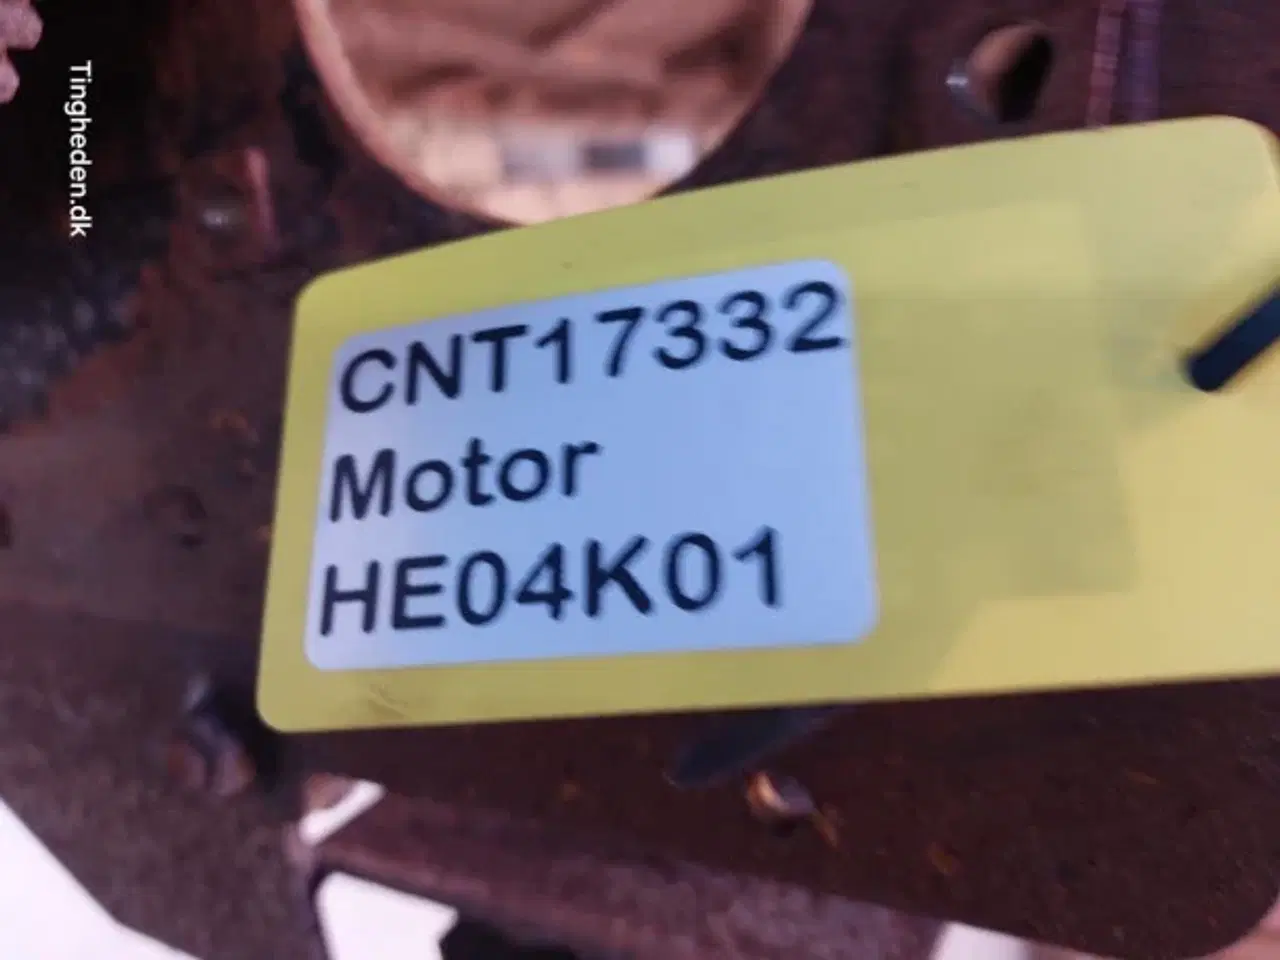 Tingheden.dk
CNT17332
Motor
HE04K01